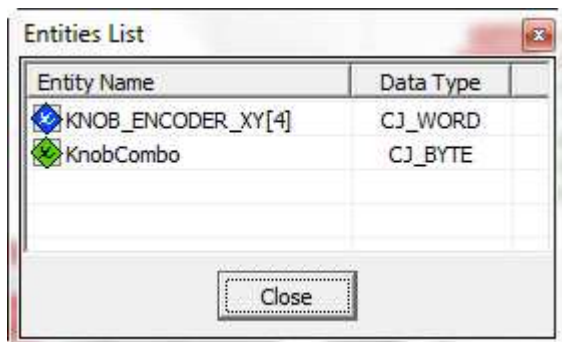 Entities List
Entity Name Data Type
KNOB_ENCODER_XY[4] CJ_WORD
KnobCombo CJ_BYTE
Close